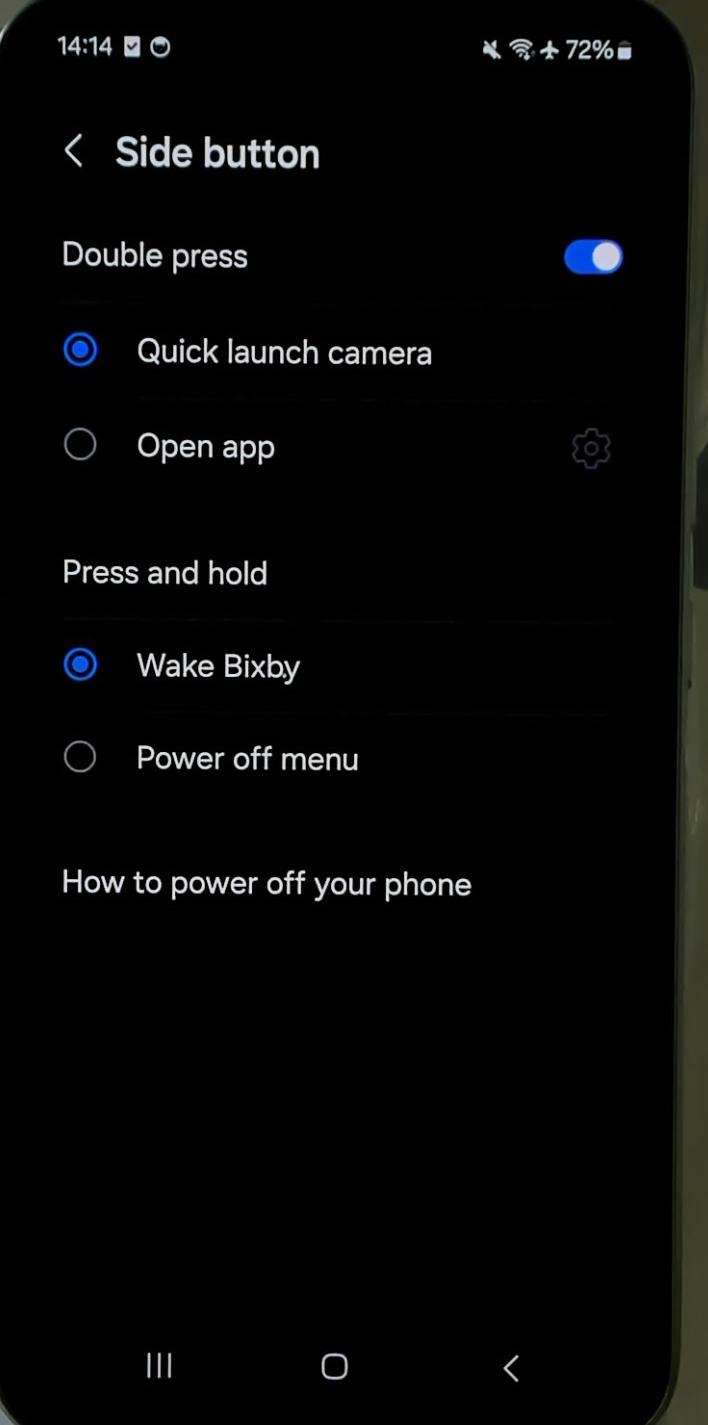 14:14
72%
Side button
Double press
Quick launch camera
Open app
Press and hold
Wake Bixby
Power off menu
How to power off your phone